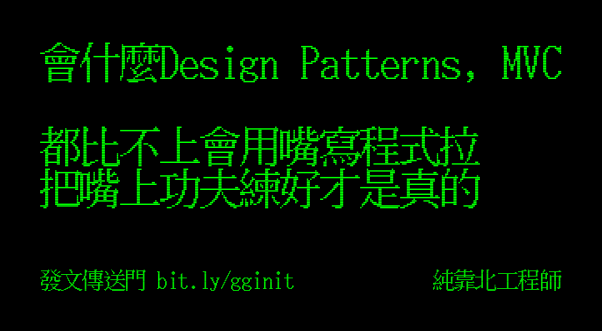 會什麼Design Patterns, MVC
都比不上會用嘴寫程式拉
把嘴上功夫練好才是真的
發文傳送門 bit.ly/gginit
純靠北工程師